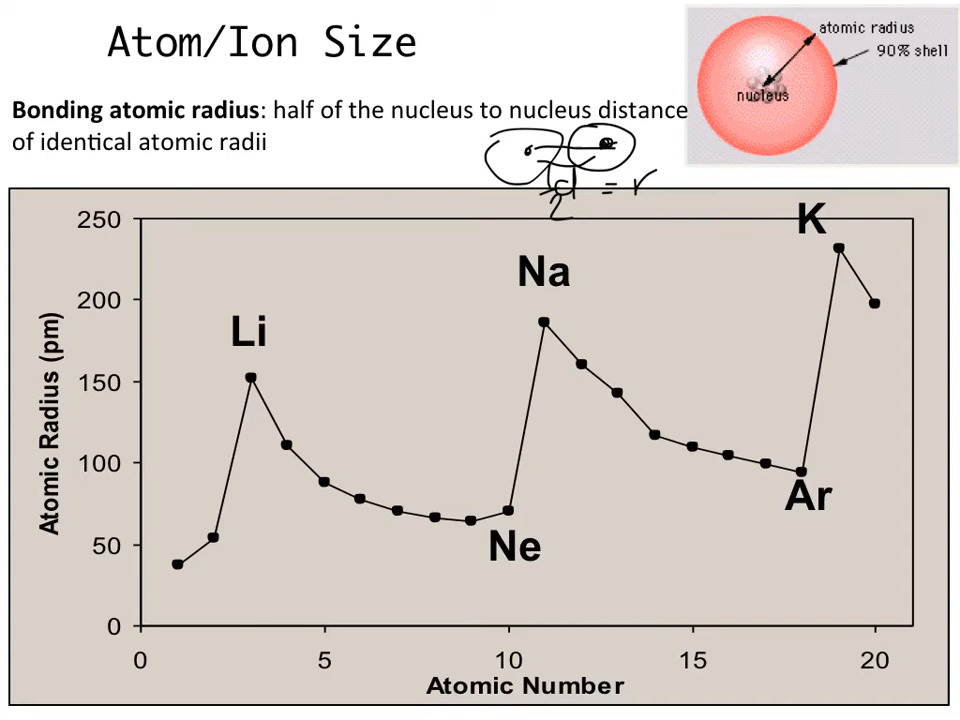 Atom/Ion Size
atomic radius
90% shell
nucleus
Bonding atomic radius: half of the nucleus to nucleus distance
of identical atomic radii
d
2
= r
250
200
150
100
50
0
Atomic Radius (pm)
Li
Na
K
Ne
Ar
0
5
10
15
20
Atomic Number